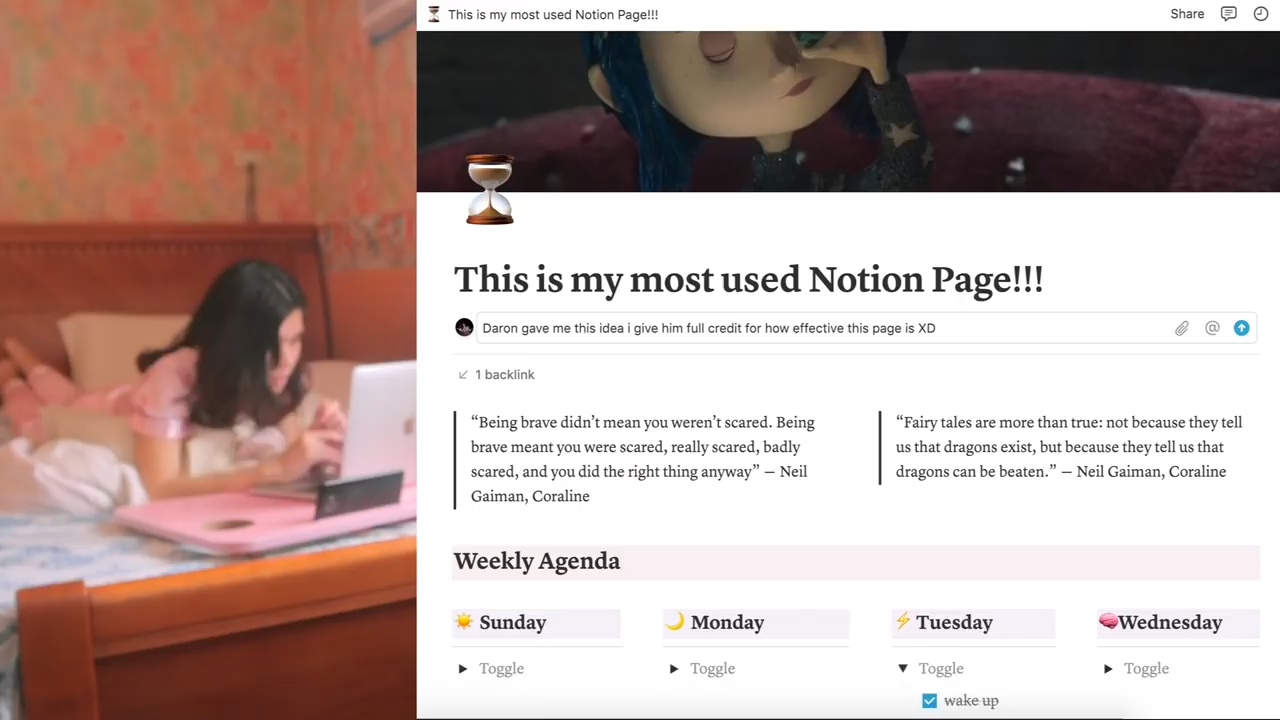 This is my most used Notion Page!!!
Share
This is my most used Notion Page!!!
Daron gave me this idea i give him full credit for how effective this page is XD
@
1 backlink
“Being brave didn’t mean you weren’t scared. Being
brave meant you were scared, really scared, badly
scared, and you did the right thing anyway” – Neil
Gaiman, Coraline
“Fairy tales are more than true: not because they tell
us that dragons exist, but because they tell us that
dragons can be beaten.” – Neil Gaiman, Coraline
Weekly Agenda
Sunday
Monday
Tuesday
Wednesday
Toggle
Toggle
Toggle
Toggle
wake up